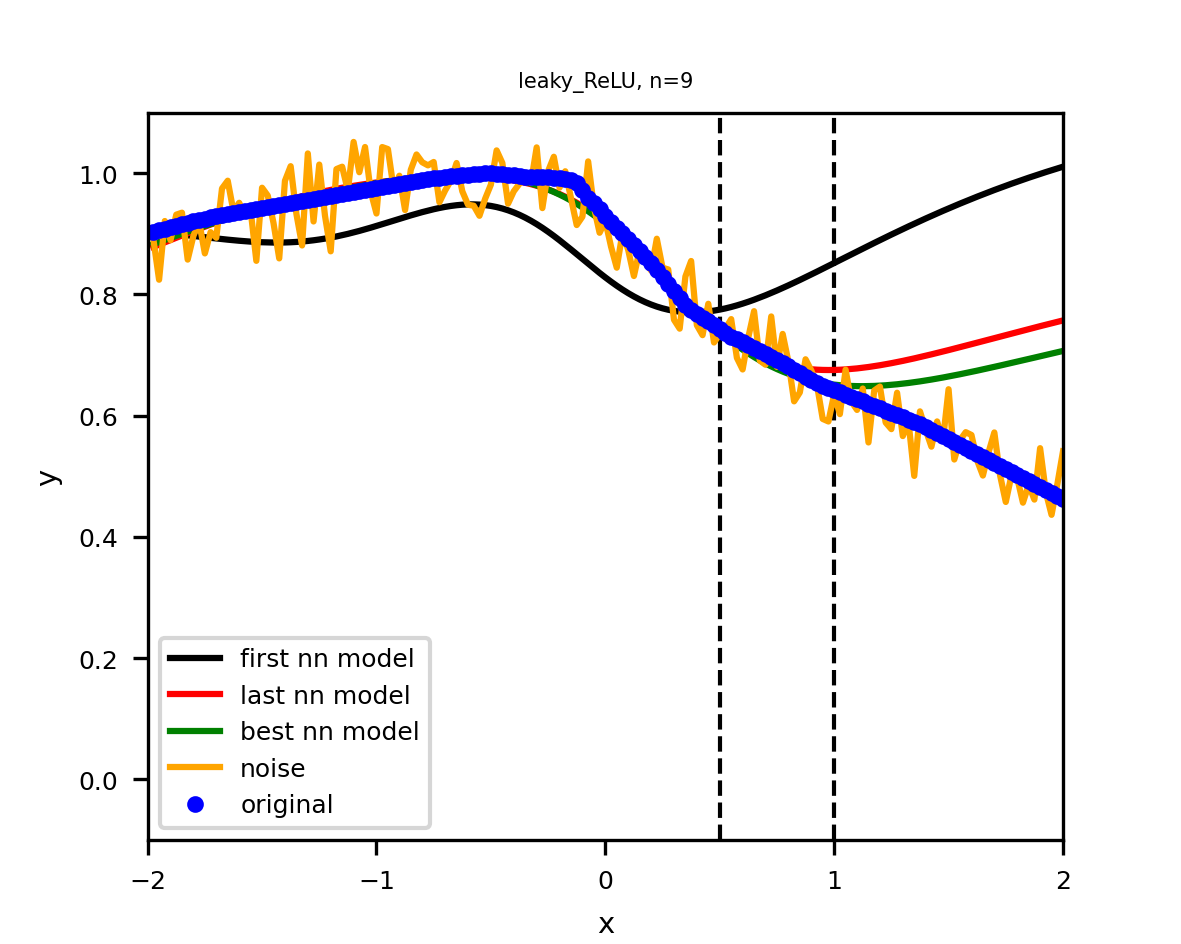 leaky_ReLU, n=9
1.0
0.8
0.6
0.4
0.2
0.0
y
first nn model
last nn model
best nn model
noise
original
−2
−1
0
1
2
x